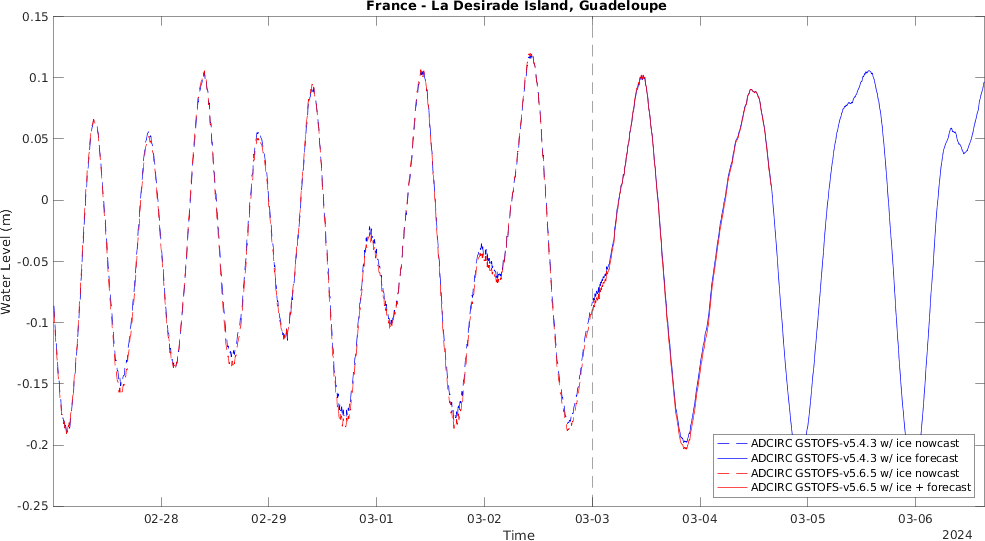 France - La Desirade Island, Guadeloupe
0.15
0.1
0.05
0
-0.05
-0.1
-0.15
-0.2
-0.25
Water Level (m)
02-28 02-29 03-01 03-02 03-03 03-04 03-05 03-06
Time
2024
ADCIRC GSTOFS-v5.4.3 w/ ice nowcast
ADCIRC GSTOFS-v5.4.3 w/ ice forecast
ADCIRC GSTOFS-v5.6.5 w/ ice nowcast
ADCIRC GSTOFS-v5.6.5 w/ ice + forecast